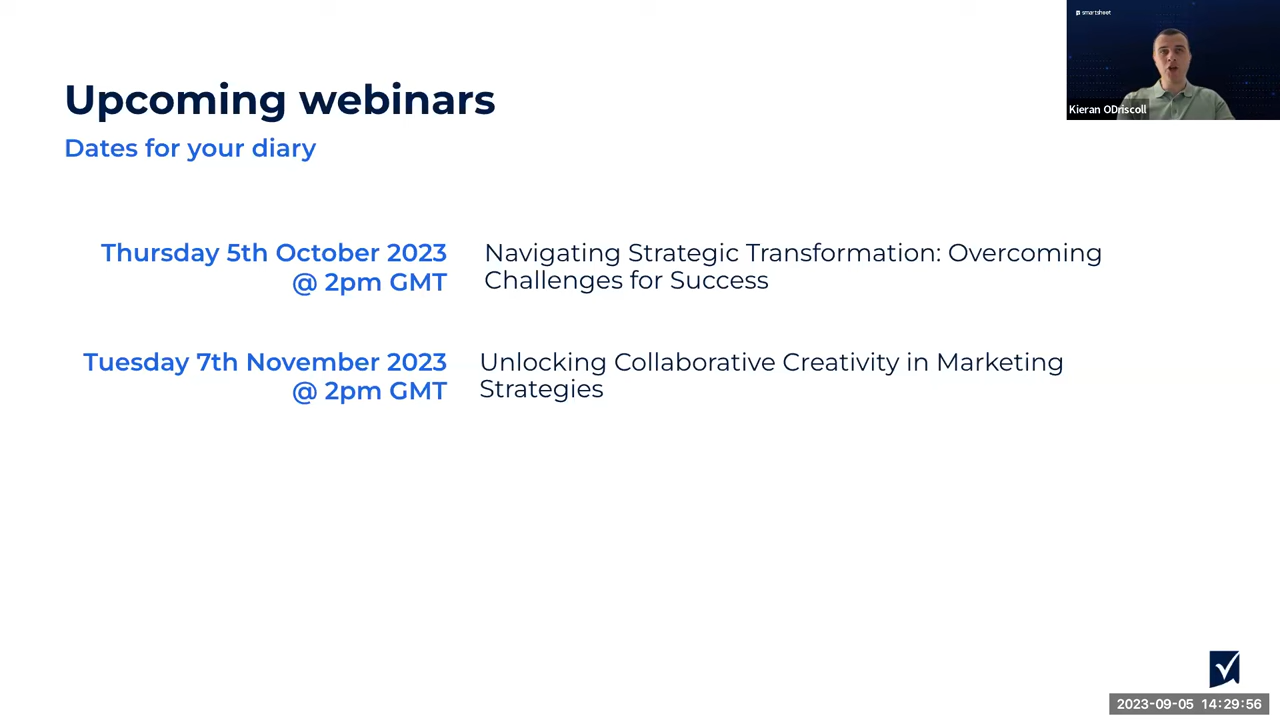 smartsheet
Kieran ODriscoll
Upcoming webinars
Dates for your diary
Thursday 5th October 2023
@ 2pm GMT
Navigating Strategic Transformation: Overcoming
Challenges for Success
Tuesday 7th November 2023
@ 2pm GMT
Unlocking Collaborative Creativity in Marketing
Strategies
2023-09-05 14:29:56